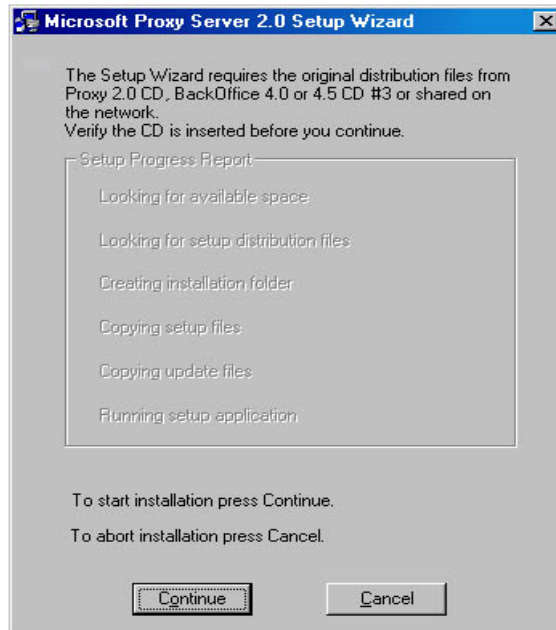 Microsoft Proxy Server 2.0 Setup Wizard
The Setup Wizard requires the original distribution files from
Proxy 2.0 CD, BackOffice 4.0 or 4.5 CD #3 or shared on
the network.
Verify the CD is inserted before you continue.
Setup Progress Report
Looking for available space
Looking for setup distribution files
Creating installation folder
Copying setup files
Copying update files
Running setup application
To start installation press Continue.
To abort installation press Cancel.
Continue
Cancel